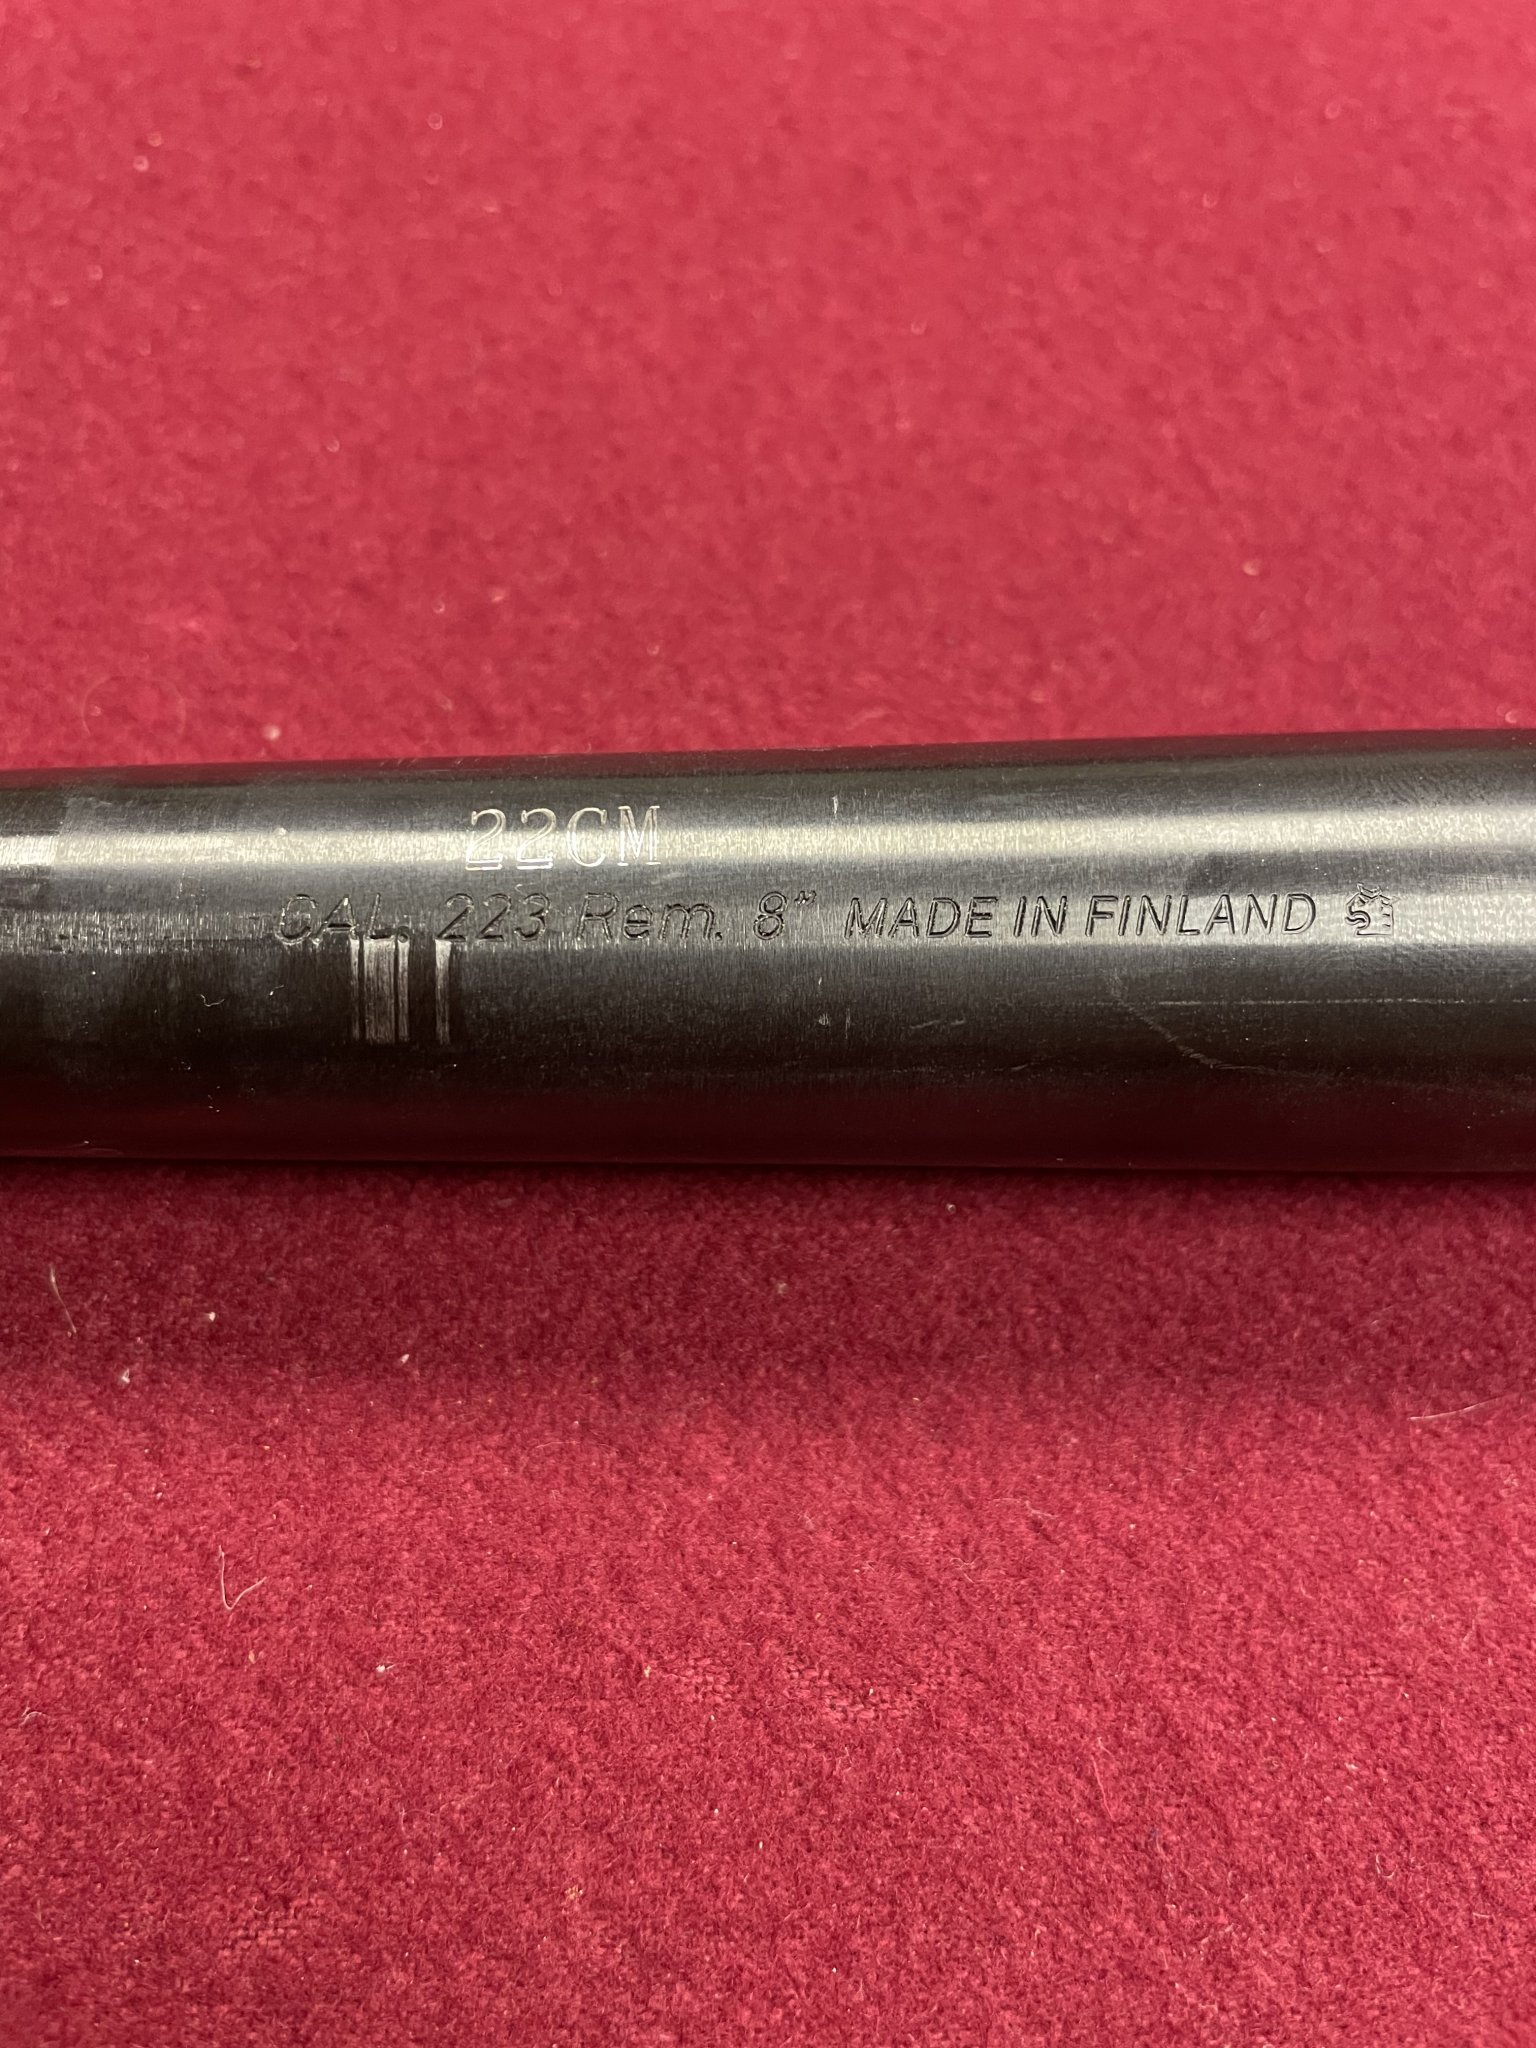 22CM
CAL. 223 Rem. 8" MADE IN FINLAND